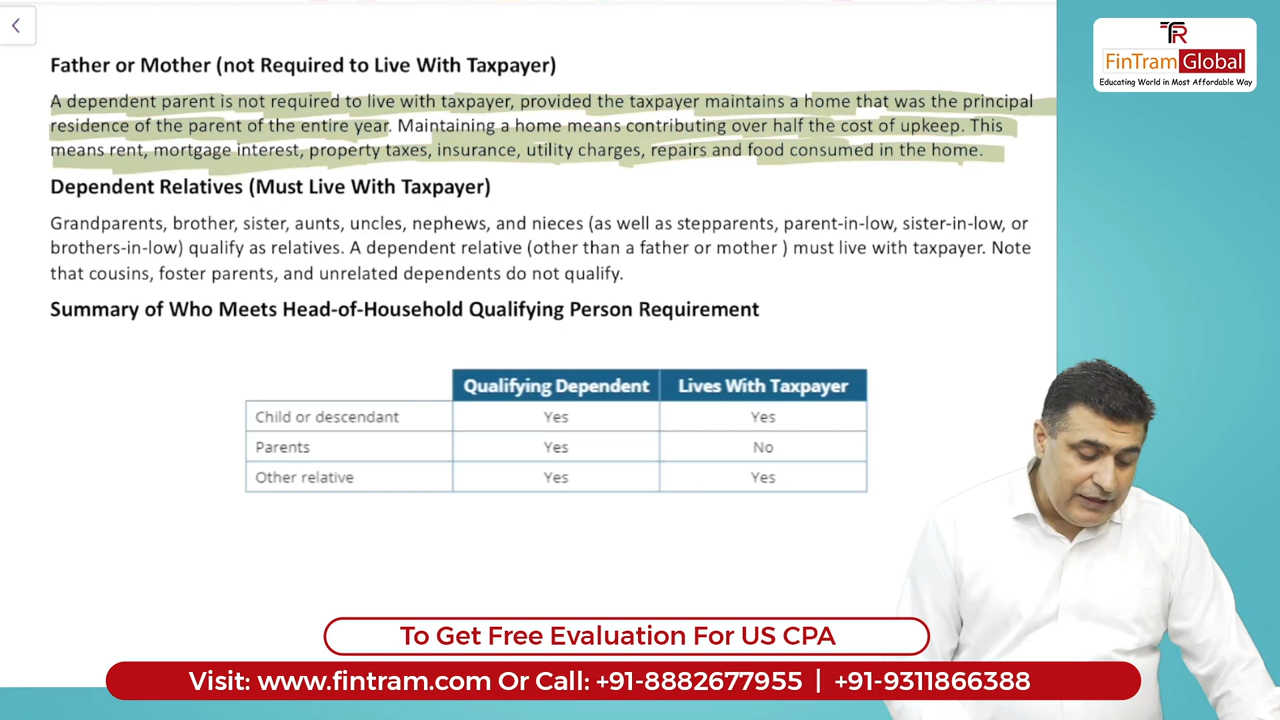 Father or Mother (not Required to Live With Taxpayer)
A dependent parent is not required to live with taxpayer, provided the taxpayer maintains a home that was the principal
residence of the parent of the entire year. Maintaining a home means contributing over half the cost of upkeep. This
means rent, mortgage interest, property taxes, insurance, utility charges, repairs and food consumed in the home.
Dependent Relatives (Must Live With Taxpayer)
Grandparents, brother, sister, aunts, uncles, nephews, and nieces (as well as stepparents, parent-in-low, sister-in-low, or
brothers-in-low) qualify as relatives. A dependent relative (other than a father or mother ) must live with taxpayer. Note
that cousins, foster parents, and unrelated dependents do not qualify.
Summary of Who Meets Head-of-Household Qualifying Person Requirement
Qualifying Dependent Lives With Taxpayer
Child or descendant Yes Yes
Parents Yes No
Other relative Yes Yes
FinTram Global
Educating World in Most Affordable Way
To Get Free Evaluation For US CPA
Visit: www.fintram.com Or Call: +91-8882677955 | +91-9311866388